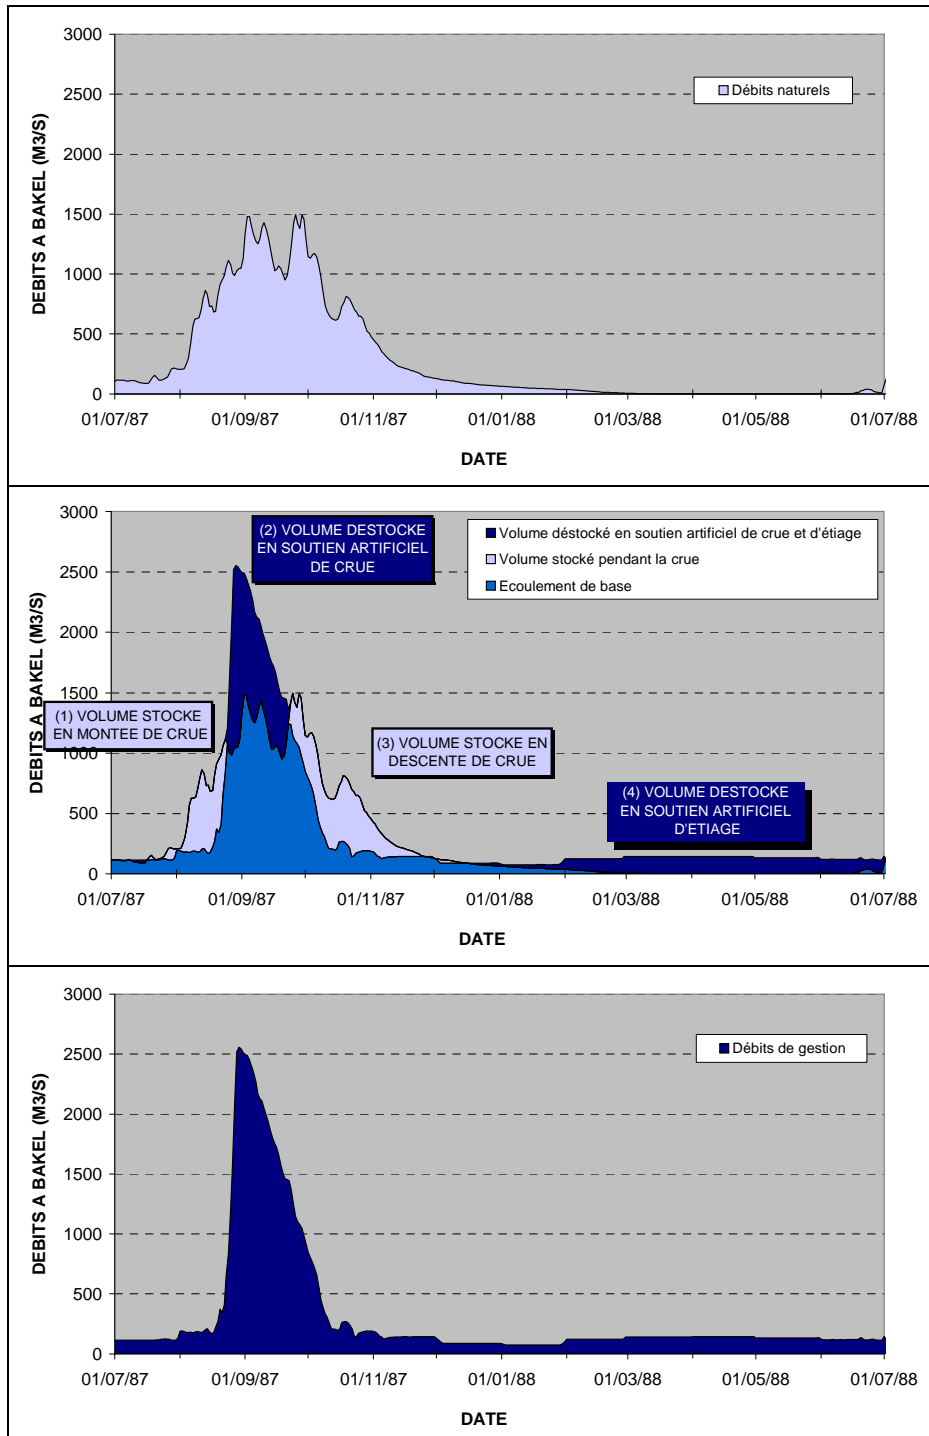 3000
2500
2000
1500
1000
500
0
DEBITS A BAKEL (M3/S)
Débits naturels
01/07/87 01/09/87 01/11/87 01/01/88 01/03/88 01/05/88 01/07/88
DATE
3000
2500
2000
1500
1000
500
0
DEBITS A BAKEL (M3/S)
(2) VOLUME DESTOCKE
EN SOUTIEN ARTIFICIEL
DE CRUE
Volume déstocké en soutien artificiel de crue et d'étiage
Volume stocké pendant la crue
Ecoulement de base
(1) VOLUME STOCKE
EN MONTEE DE CRUE
(3) VOLUME STOCKE EN
DESCENTE DE CRUE
(4) VOLUME DESTOCKE
EN SOUTIEN ARTIFICIEL
D'ETIAGE
01/07/87 01/09/87 01/11/87 01/01/88 01/03/88 01/05/88 01/07/88
DATE
3000
2500
2000
1500
1000
500
0
DEBITS A BAKEL (M3/S)
Débits de gestion
01/07/87 01/09/87 01/11/87 01/01/88 01/03/88 01/05/88 01/07/88
DATE